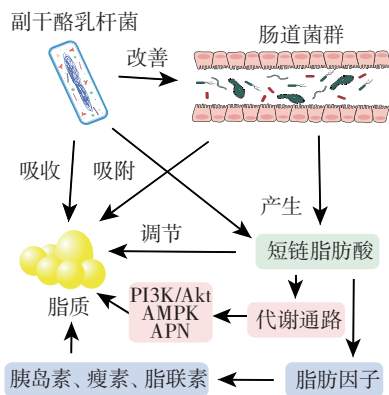 副干酪乳杆菌
肠道菌群
改善
吸收
吸附
产生
调节
短链脂肪酸
脂质
PI3K/Akt
AMPK
APN
代谢通路
胰岛素、瘦素、脂联素
脂肪因子